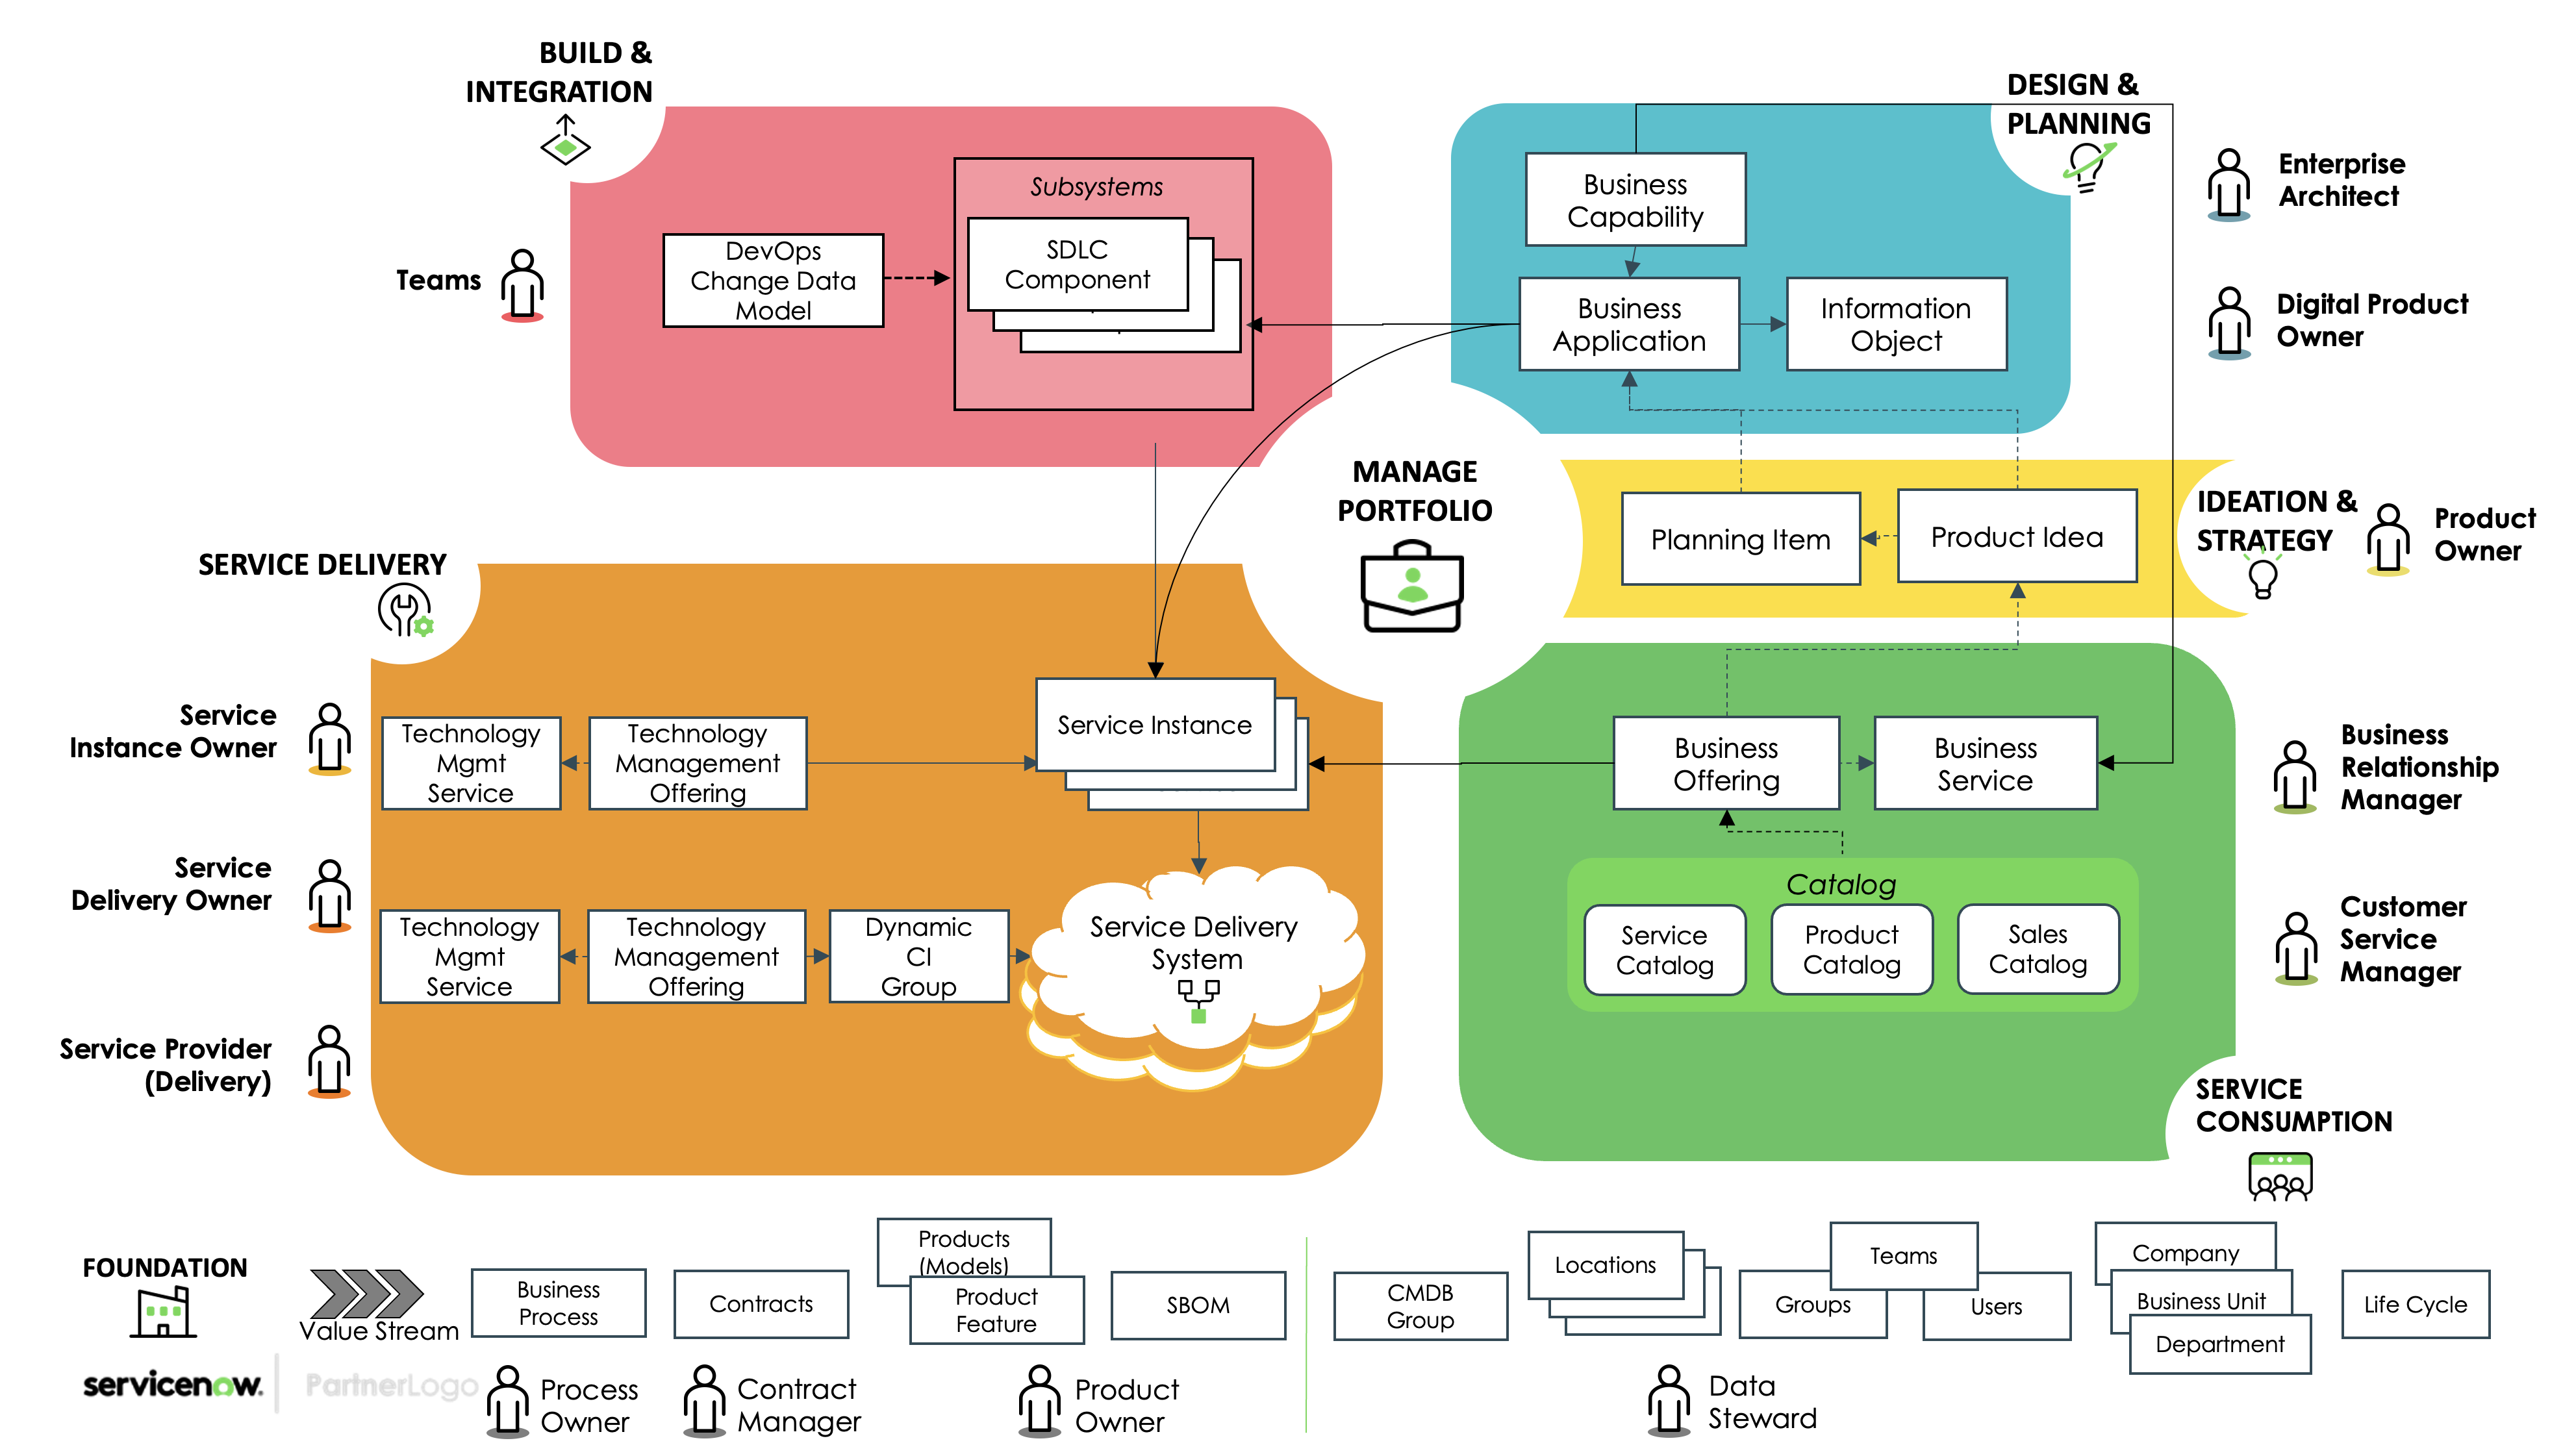 BUILD &
INTEGRATION
Teams
DevOps
Change Data
Model
Subsystems
SDLC
Component
DESIGN &
PLANNING
Business
Capability
Business
Application
Information
Object
Enterprise
Architect
Digital Product
Owner
MANAGE
PORTFOLIO
Planning Item
Product Idea
IDEATION &
STRATEGY
Product
Owner
SERVICE DELIVERY
Service
Instance Owner
Service
Delivery Owner
Service Provider
(Delivery)
Technology
Mgmt
Service
Technology
Management
Offering
Service Instance
Technology
Mgmt
Service
Technology
Management
Offering
Dynamic
CI
Group
Service Delivery
System
Business
Offering
Business
Service
Catalog
Service
Catalog
Product
Catalog
Sales
Catalog
Business
Relationship
Manager
Customer
Service
Manager
SERVICE
CONSUMPTION
FOUNDATION
Value Stream
Business
Process
Contracts
Products
(Models)
Product
Feature
SBOM
CMDB
Group
Locations
Teams
Groups
Users
Company
Business Unit
Department
Life Cycle
servicenow.
PartnerLogo
Process
Owner
Contract
Manager
Product
Owner
Data
Steward